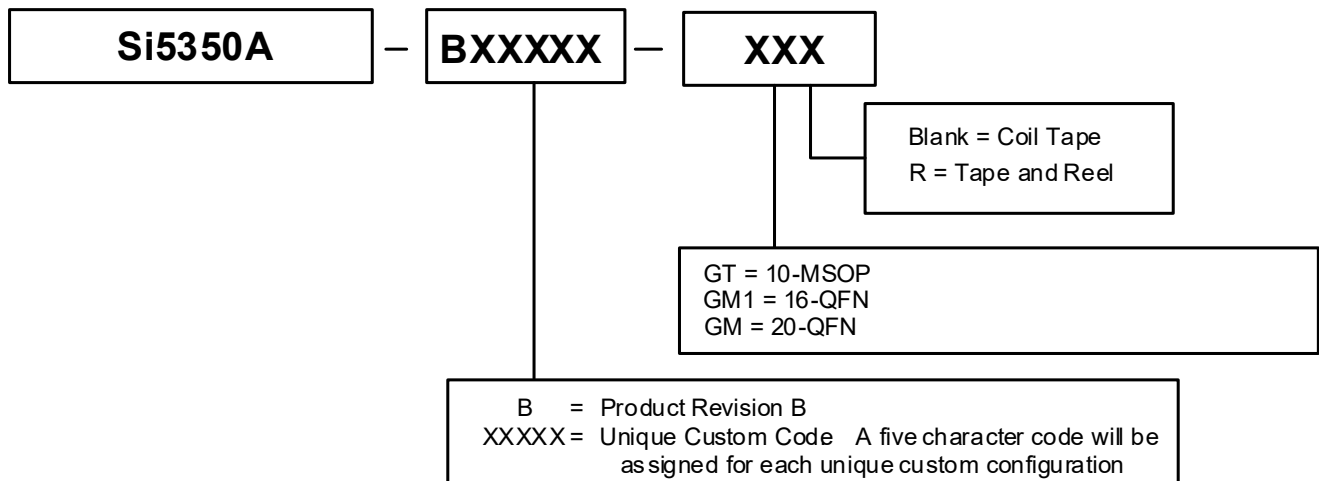 Si5350A – BXXXXX – XXX
Blank = Coil Tape
R = Tape and Reel
GT = 10-MSOP
GM1 = 16-QFN
GM = 20-QFN
B = Product Revision B
XXXXX = Unique Custom Code A five character code will be
assigned for each unique custom configuration